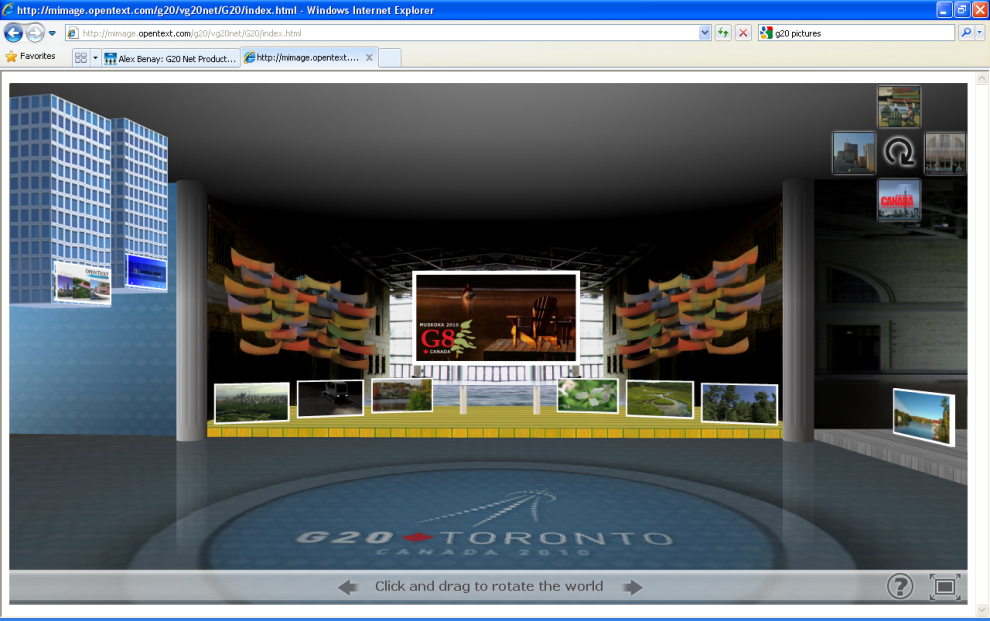 http://mimage.opentext.com/g20/vg20net/G20/index.html - Windows Internet Explorer
http://mimage.opentext.com/g20/vg20net/G20/index.html
g20 pictures
Favorites
Alex Benay: G20 Net Product...
http://mimage.opentext....
CANADA
OPENTEXT
MUSKOKA 2010
G8
CANADA
G20 TORONTO
CANADA 2010
Click and drag to rotate the world
?